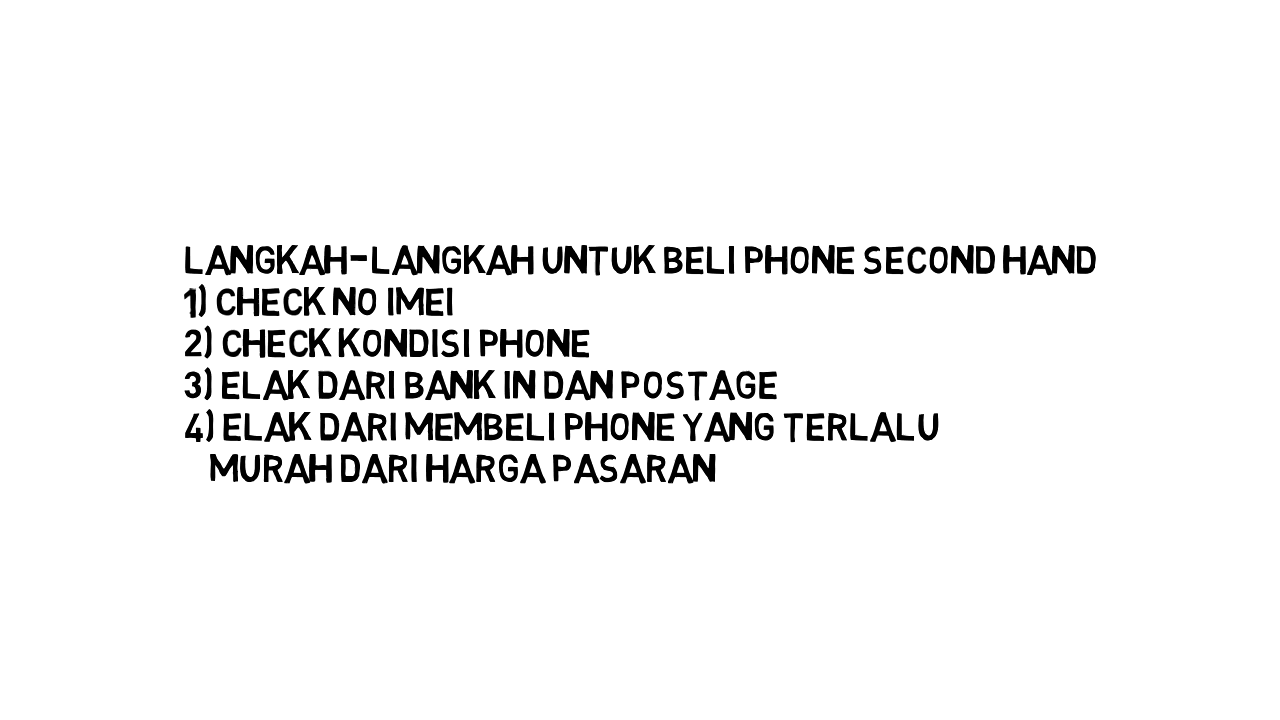 LANGKAH-LANGKAH UNTUK BELI PHONE SECOND HAND
1) CHECK NO IMEI
2) CHECK KONDISI PHONE
3) ELAK DARI BANK IN DAN POSTAGE
4) ELAK DARI MEMBELI PHONE YANG TERLALU
MURAH DARI HARGA PASARAN